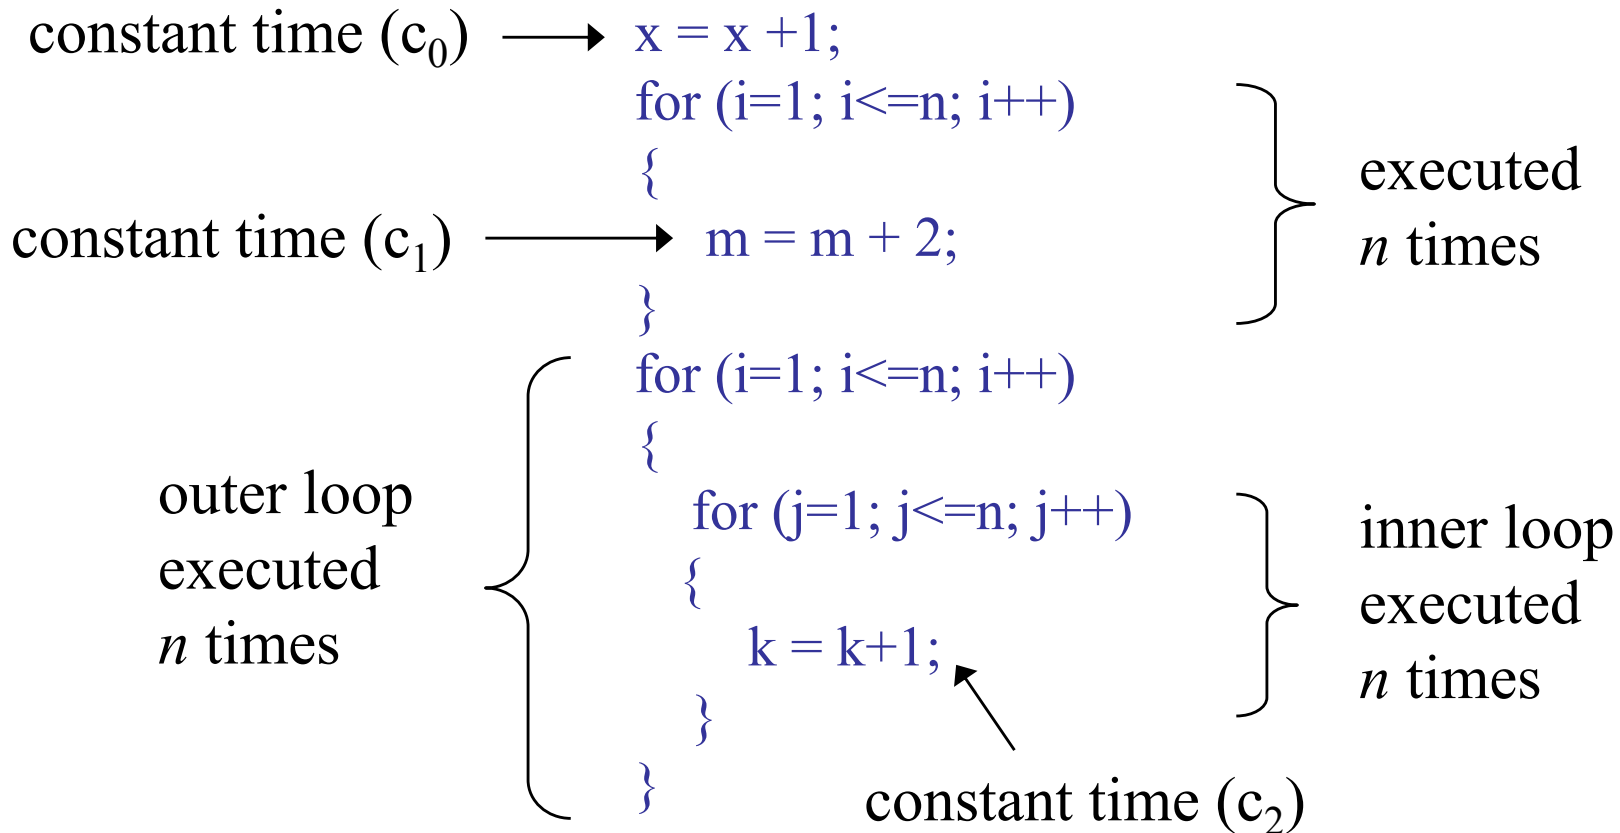 constant time (c₀)
x = x +1;
for (i=1; i<=n; i++)
{
executed
n times
constant time (c₁)
m = m + 2;
}
for (i=1; i<=n; i++)
{
outer loop
executed
n times
for (j=1; j<=n; j++)
{
inner loop
executed
n times
k = k+1;
}
}
constant time (c₂)